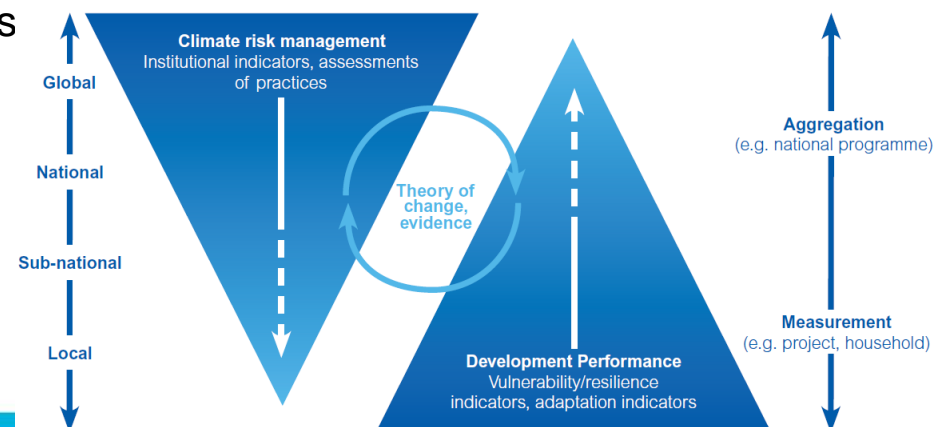 s
Climate risk management
Institutional indicators, assessments
of practices
Global
National
Sub-national
Local
Theory of
change,
evidence
Development Performance
Vulnerability/resilience
indicators, adaptation indicators
Aggregation
(e.g. national programme)
Measurement
(e.g. project, household)